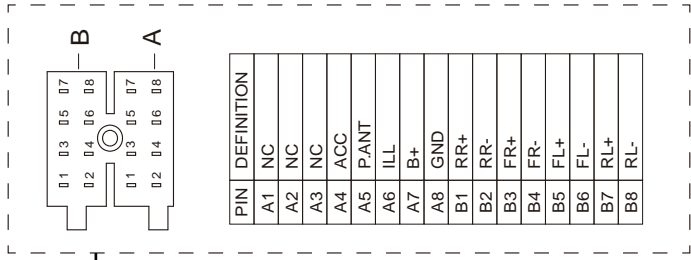 B A
7 8 7 8
5 6 5 6
3 4 3 4
1 2 1 2
PIN DEFINITION
A1 NC
A2 NC
A3 NC
A4 ACC
A5 P.ANT
A6 ILL
A7 B+
A8 GND
B1 RR+
B2 RR-
B3 FR+
B4 FR-
B5 FL+
B6 FL-
B7 RL+
B8 RL-